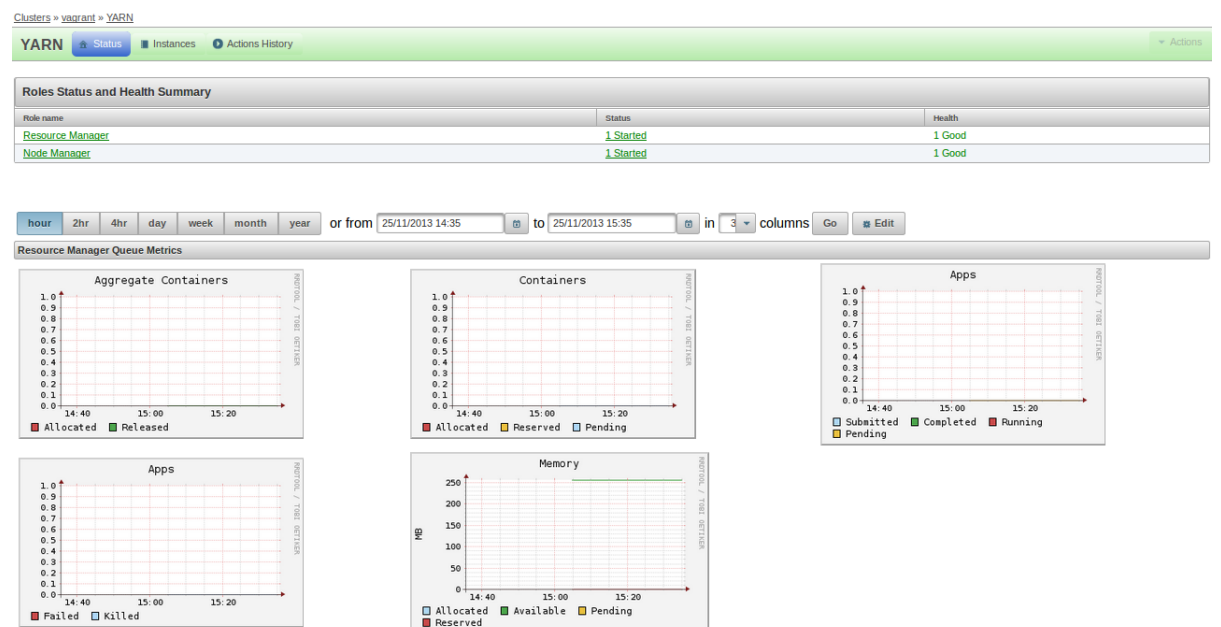 Clusters » vagrant » YARN
YARN Status Instances Actions History Actions
Roles Status and Health Summary
Role name Status Health
Resource Manager 1 Started 1 Good
Node Manager 1 Started 1 Good
hour 2hr 4hr day week month year or from 25/11/2013 14:35 to 25/11/2013 15:35 in 3 columns Go Edit
Resource Manager Queue Metrics
Aggregate Containers
RRDTOOL / TOBI OETIKER
1.0
0.9
0.8
0.7
0.6
0.5
0.4
0.3
0.2
0.1
0.0
14:40 15:00 15:20
Allocated Released
Containers
RRDTOOL / TOBI OETIKER
1.0
0.9
0.8
0.7
0.6
0.5
0.4
0.3
0.2
0.1
0.0
14:40 15:00 15:20
Allocated Reserved Pending
Apps
RRDTOOL / TOBI OETIKER
1.0
0.9
0.8
0.7
0.6
0.5
0.4
0.3
0.2
0.1
0.0
14:40 15:00 15:20
Submitted Completed Running
Pending
Apps
RRDTOOL / TOBI OETIKER
1.0
0.9
0.8
0.7
0.6
0.5
0.4
0.3
0.2
0.1
0.0
14:40 15:00 15:20
Failed Killed
Memory
RRDTOOL / TOBI OETIKER
MB
250
200
150
100
50
0
14:40 15:00 15:20
Allocated Available Pending
Reserved